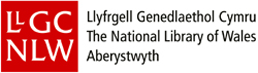 LLGC
NLW
Llyfrgell Genedlaethol Cymru
The National Library of Wales
Aberystwyth